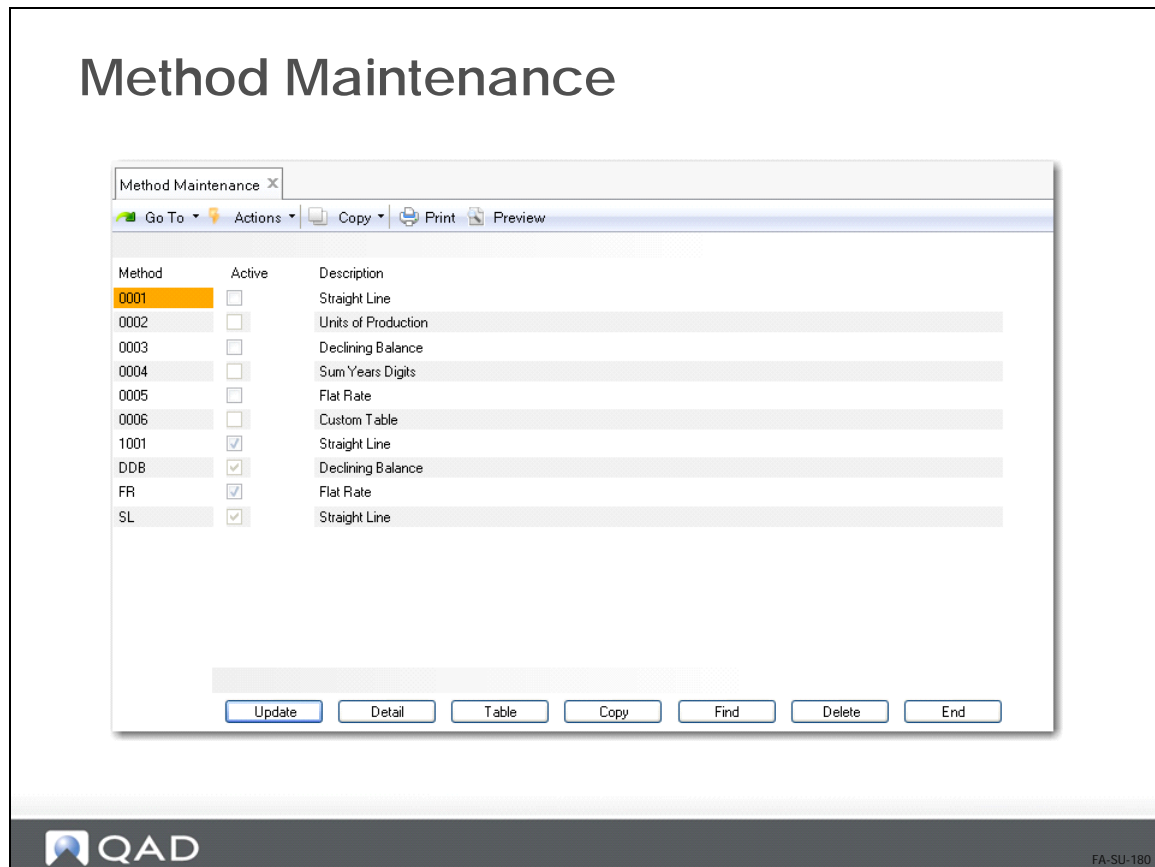 Method Maintenance
Method Maintenance X
Go To Actions Copy Print Preview
Method Active Description
0001 Straight Line
0002 Units of Production
0003 Declining Balance
0004 Sum Years Digits
0005 Flat Rate
0006 Custom Table
1001 Straight Line
DDB Declining Balance
FR Flat Rate
SL Straight Line
Update Detail Table Copy Find Delete End
QAD
FA-SU-180